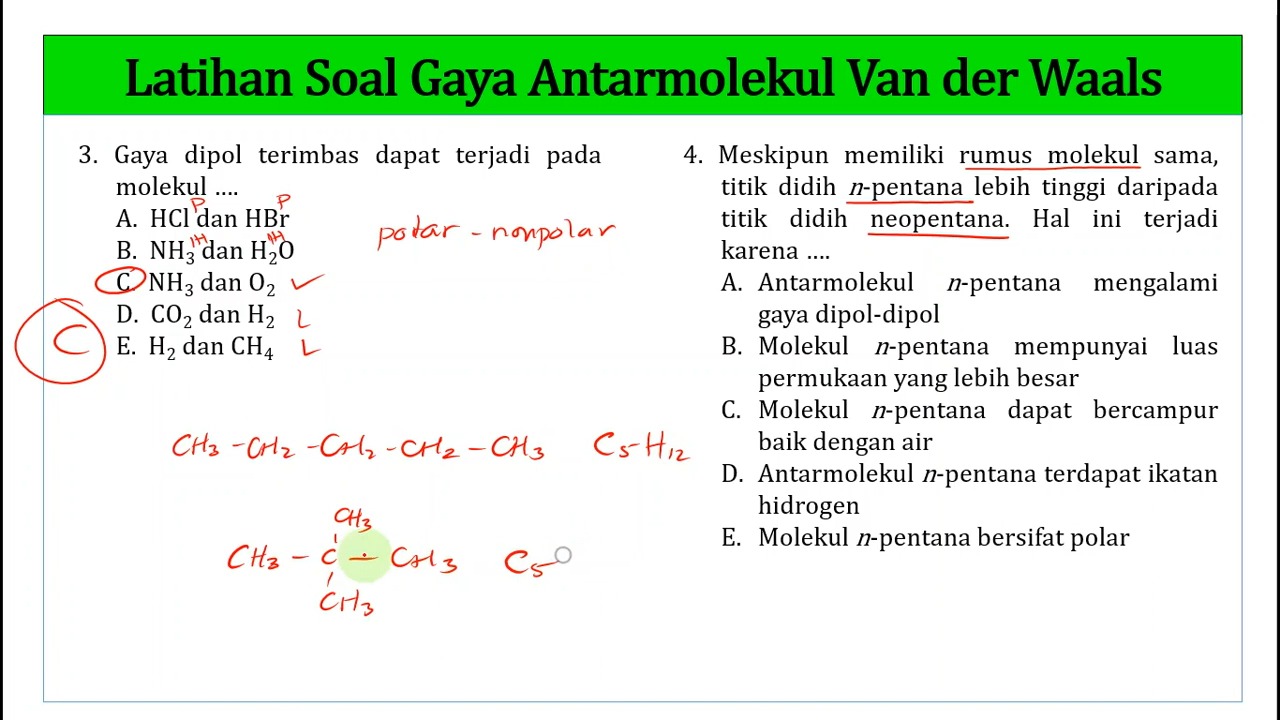 Latihan Soal Gaya Antarmolekul Van der Waals
3. Gaya dipol terimbas dapat terjadi pada
molekul ....
P P
A. HCl dan HBr
IH IH
B. NH₃ dan H₂O
polar - nonpolar
C. NH₃ dan O₂
D. CO₂ dan H₂
C
E. H₂ dan CH₄
CH₃ - CH₂ - CH₂ - CH₂ - CH₃ C₅H₁₂
CH₃
CH₃ - C - CH₃ C₅
CH₃
4. Meskipun memiliki rumus molekul sama,
titik didih n-pentana lebih tinggi daripada
titik didih neopentana. Hal ini terjadi
karena ....
A. Antarmolekul n-pentana mengalami
gaya dipol-dipol
B. Molekul n-pentana mempunyai luas
permukaan yang lebih besar
C. Molekul n-pentana dapat bercampur
baik dengan air
D. Antarmolekul n-pentana terdapat ikatan
hidrogen
E. Molekul n-pentana bersifat polar